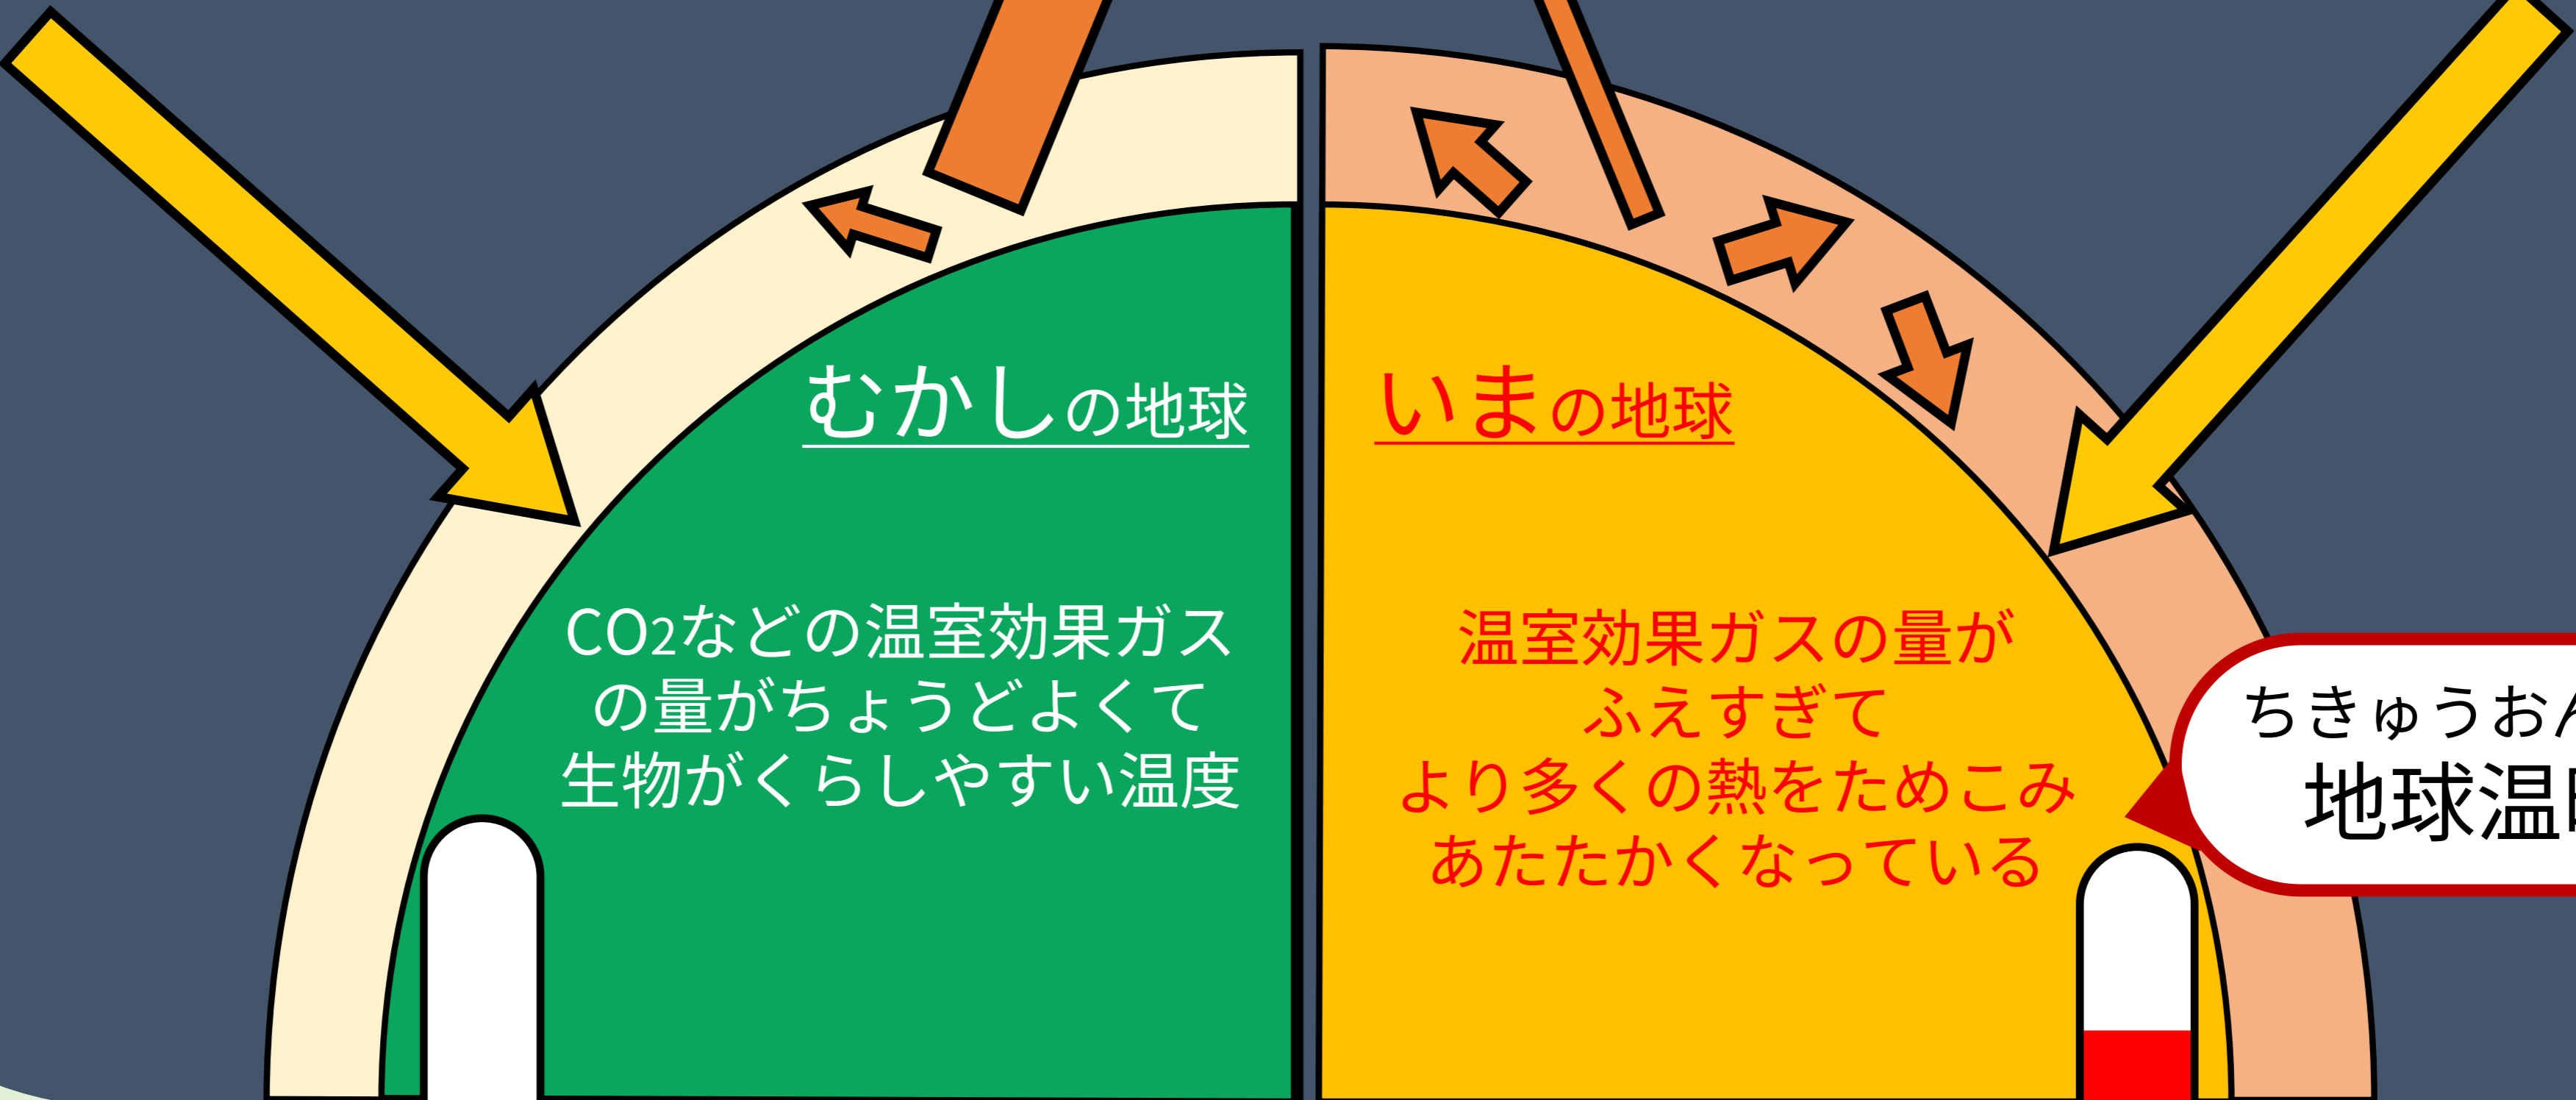 むかしの地球
CO2などの温室効果ガス
の量がちょうどよくて
生物がくらしやすい温度
いまの地球
温室効果ガスの量が
ふえすぎて
より多くの熱をためこみ
あたたかくなっている
ちきゅうお
地球温